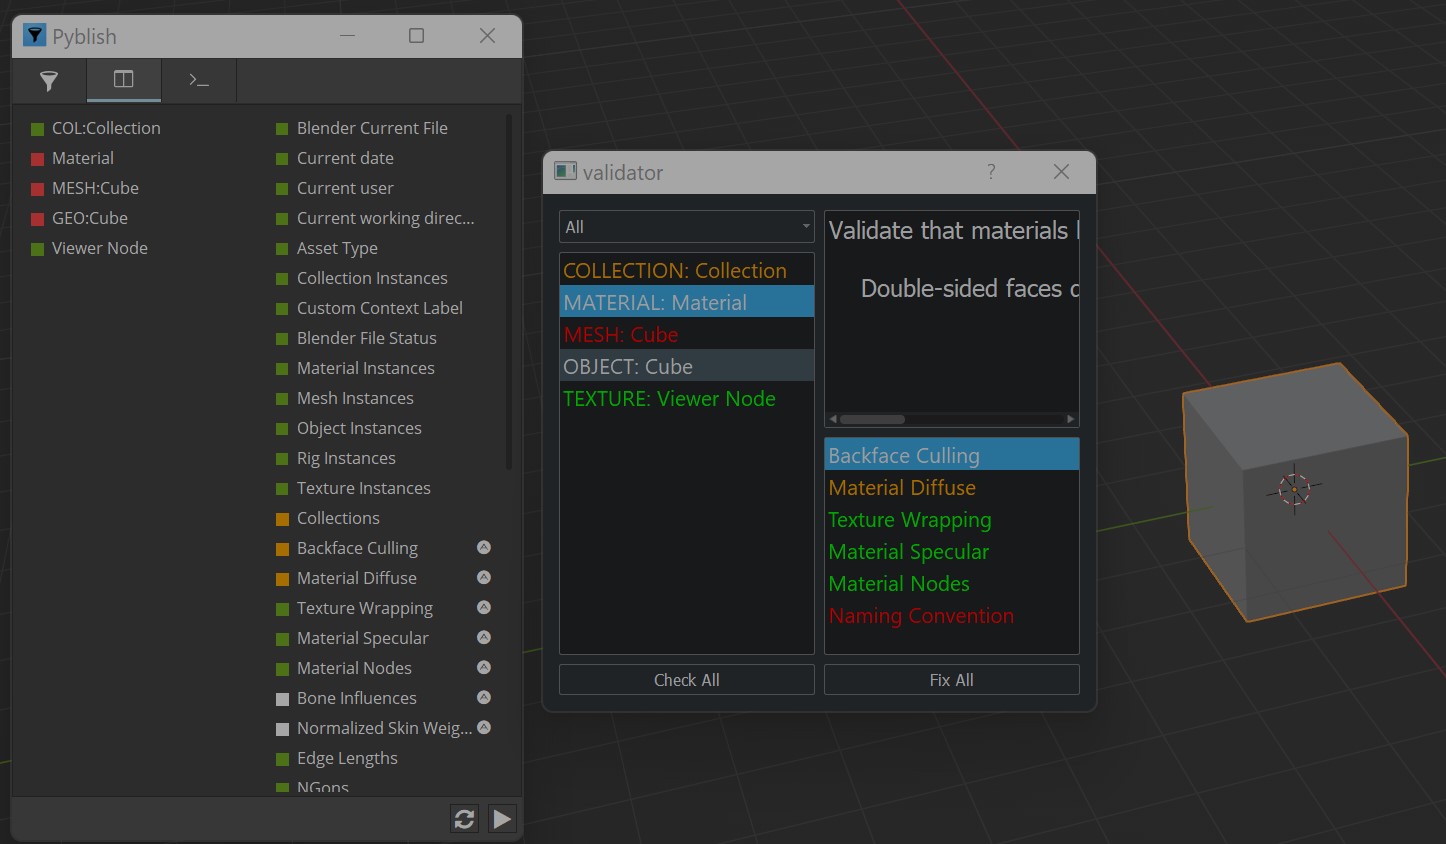 Pyblish
COL:Collection
Material
MESH:Cube
GEO:Cube
Viewer Node
Blender Current File
Current date
Current user
Current working direc...
Asset Type
Collection Instances
Custom Context Label
Blender File Status
Material Instances
Mesh Instances
Object Instances
Rig Instances
Texture Instances
Collections
Backface Culling
Material Diffuse
Texture Wrapping
Material Specular
Material Nodes
Bone Influences
Normalized Skin Weig...
Edge Lengths
NGons
validator
?
All
COLLECTION: Collection
MATERIAL: Material
MESH: Cube
OBJECT: Cube
TEXTURE: Viewer Node
Check All
Validate that materials
Double-sided faces
Backface Culling
Material Diffuse
Texture Wrapping
Material Specular
Material Nodes
Naming Convention
Fix All